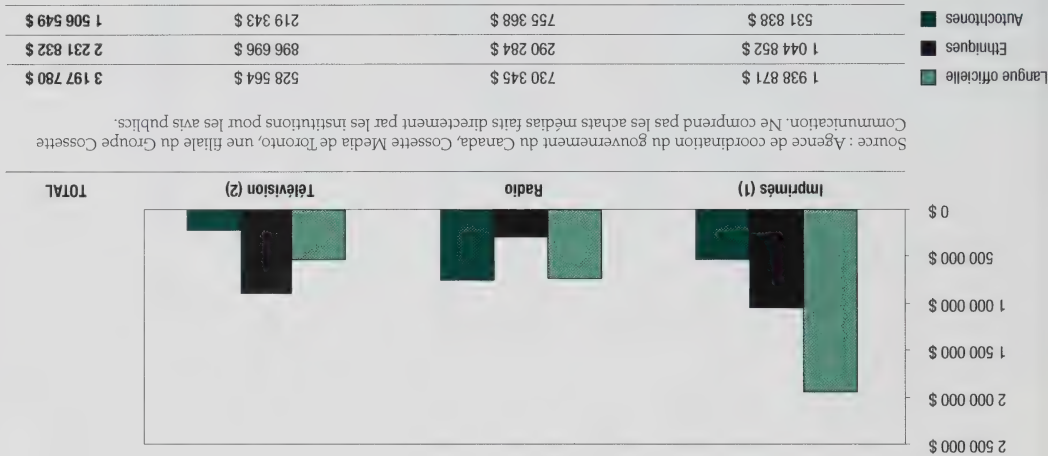 2 500 000 $
2 000 000 $
1 500 000 $
1 000 000 $
500 000 $
0 $
Imprimés (1) Radio Télévision (2) TOTAL
Source : Agence de coordination du gouvernement du Canada, Cossette Media de Toronto, une filiale du Groupe Cossette
Communication. Ne comprend pas les achats médias faits directement par les institutions pour les avis publics.
Langue officielle 1 938 871 $ 730 345 $ 528 564 $ 3 197 780 $
Ethniques 1 044 852 $ 290 284 $ 896 696 $ 2 231 832 $
Autochtones 531 838 $ 755 368 $ 219 343 $ 1 506 549 $